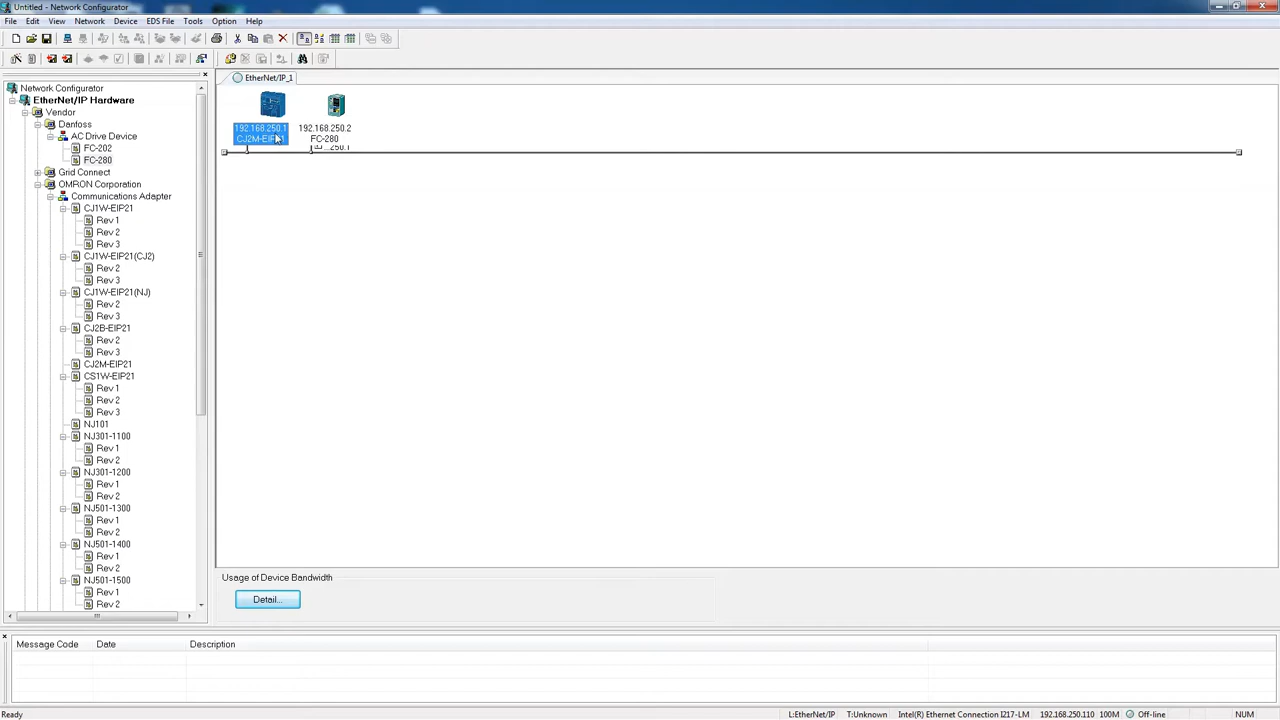 Untitled - Network Configurator
File Edit View Network Device EDS File Tools Option Help
Network Configurator
EtherNet/IP Hardware
Vendor
Danfoss
AC Drive Device
FC-202
FC-280
Grid Connect
OMRON Corporation
Communications Adapter
CJ1W-EIP21
Rev 1
Rev 2
Rev 3
CJ1W-EIP21(CJ2)
Rev 2
Rev 3
CJ1W-EIP21(NJ)
Rev 2
Rev 3
CJ2B-EIP21
Rev 2
Rev 3
CJ2M-EIP21
CS1W-EIP21
Rev 1
Rev 2
Rev 3
NJ101
NJ301-1100
Rev 1
Rev 2
NJ301-1200
Rev 1
Rev 2
NJ501-1300
Rev 1
Rev 2
NJ501-1400
Rev 1
Rev 2
NJ501-1500
Rev 1
Rev 2
EtherNet/IP_1
192.168.250.1
CJ2M-EIP21
192.168.250.2
FC-280
...250.1
Usage of Device Bandwidth
Detail...
Message Code Date Description
Ready L:EtherNet/IP T:Unknown Intel(R) Ethernet Connection I217-LM 192.168.250.110 100M Off-line NUM